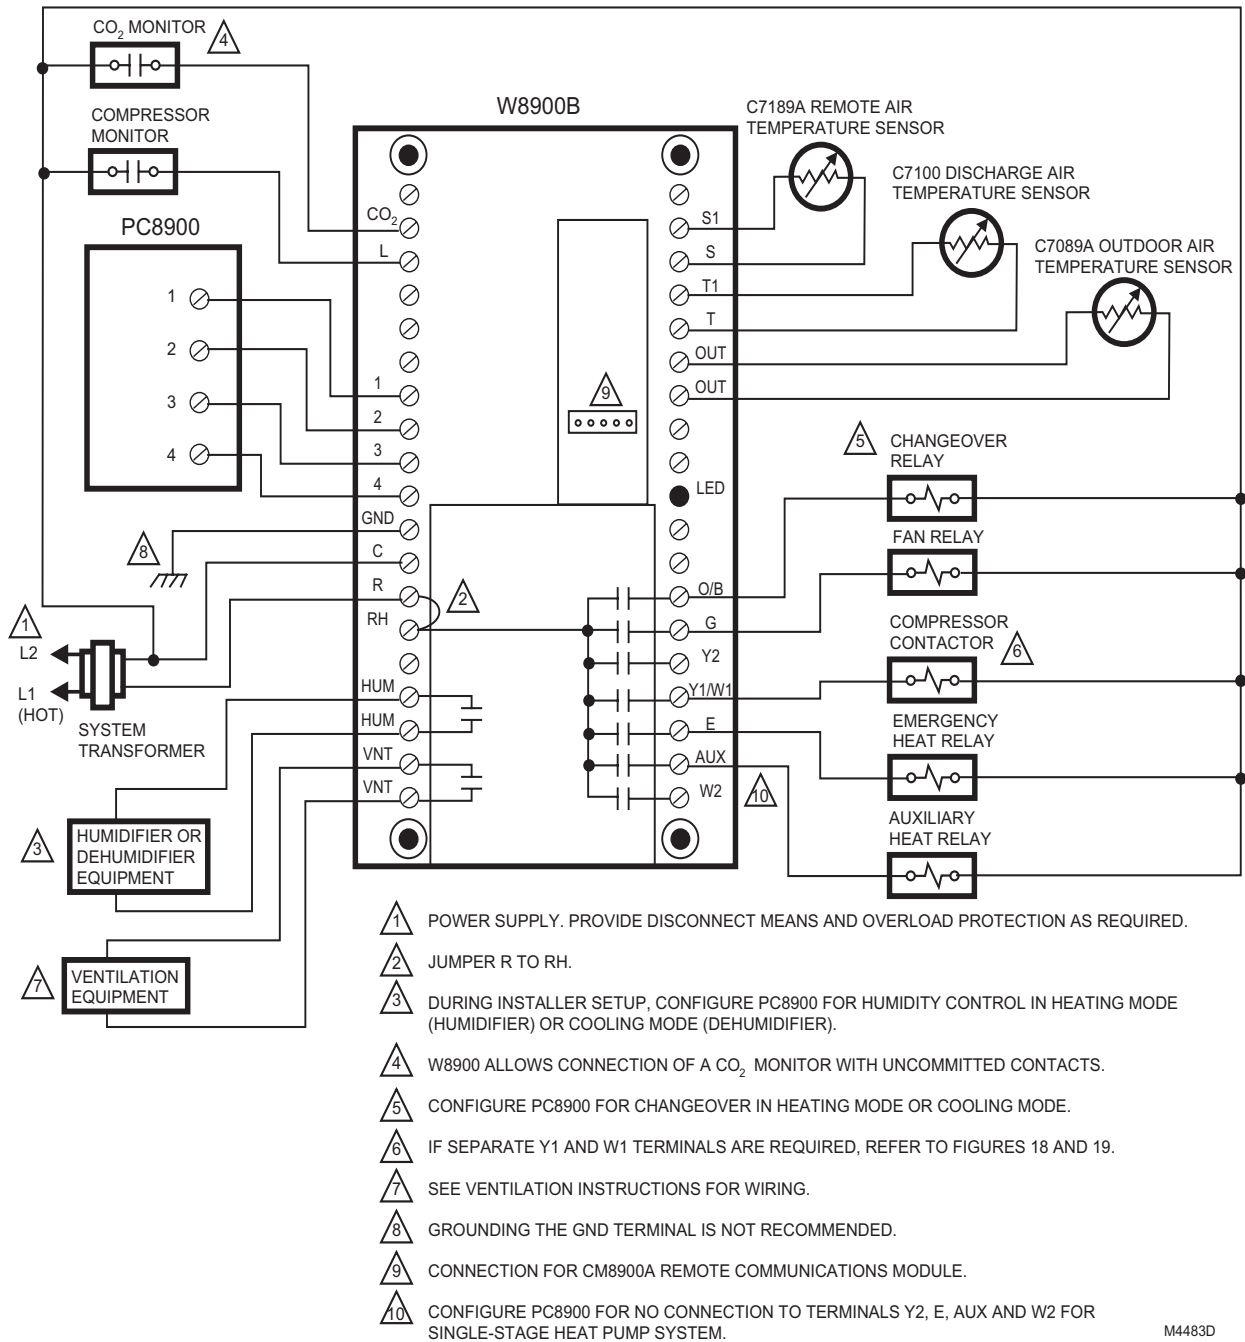 CO2 MONITOR
4
COMPRESSOR
MONITOR
PC8900
1
2
3
4
W8900B
CO2
L
1
2
3
4
GND
C
R
RH
HUM
HUM
VNT
VNT
8
2
9
S1
S
T1
T
OUT
OUT
LED
O/B
G
Y2
Y1/W1
E
AUX
W2
10
C7189A REMOTE AIR
TEMPERATURE SENSOR
C7100 DISCHARGE AIR
TEMPERATURE SENSOR
C7089A OUTDOOR AIR
TEMPERATURE SENSOR
5
CHANGEOVER
RELAY
FAN RELAY
COMPRESSOR
CONTACTOR
6
EMERGENCY
HEAT RELAY
AUXILIARY
HEAT RELAY
1
L2
L1
(HOT)
SYSTEM
TRANSFORMER
3
HUMIDIFIER OR
DEHUMIDIFIER
EQUIPMENT
7
VENTILATION
EQUIPMENT
1 POWER SUPPLY. PROVIDE DISCONNECT MEANS AND OVERLOAD PROTECTION AS REQUIRED.
2 JUMPER R TO RH.
3 DURING INSTALLER SETUP, CONFIGURE PC8900 FOR HUMIDITY CONTROL IN HEATING MODE
(HUMIDIFIER) OR COOLING MODE (DEHUMIDIFIER).
4 W8900 ALLOWS CONNECTION OF A CO2 MONITOR WITH UNCOMMITTED CONTACTS.
5 CONFIGURE PC8900 FOR CHANGEOVER IN HEATING MODE OR COOLING MODE.
6 IF SEPARATE Y1 AND W1 TERMINALS ARE REQUIRED, REFER TO FIGURES 18 AND 19.
7 SEE VENTILATION INSTRUCTIONS FOR WIRING.
8 GROUNDING THE GND TERMINAL IS NOT RECOMMENDED.
9 CONNECTION FOR CM8900A REMOTE COMMUNICATIONS MODULE.
10 CONFIGURE PC8900 FOR NO CONNECTION TO TERMINALS Y2, E, AUX AND W2 FOR
SINGLE-STAGE HEAT PUMP SYSTEM.
M4483D